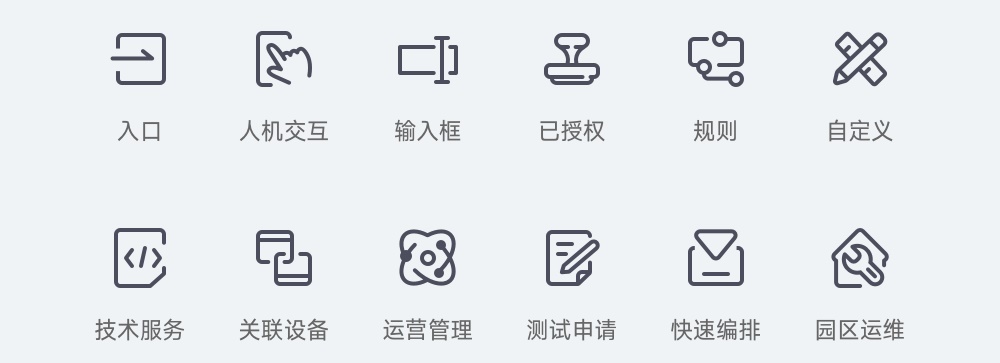 入口
人机交互
输入框
已授权
规则
自定义
技术服务
关联设备
运营管理
测试申请
快速编排
园区运维